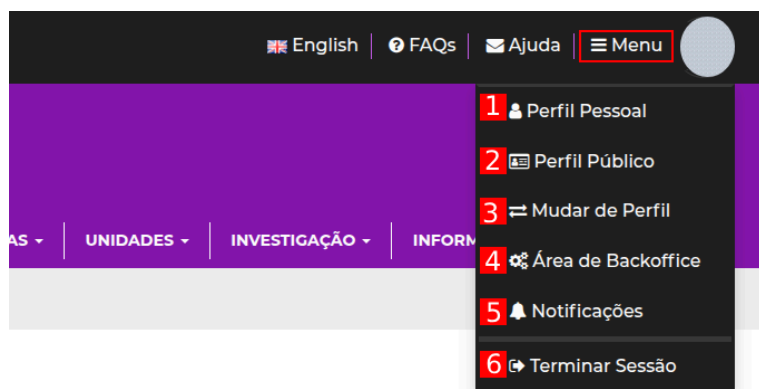 English FAQs Ajuda Menu
1 Perfil Pessoal
2 Perfil Público
3 Mudar de Perfil
AS UNIDADES INVESTIGAÇÃO INFORM
4 Área de Backoffice
5 Notificações
6 Terminar Sessão